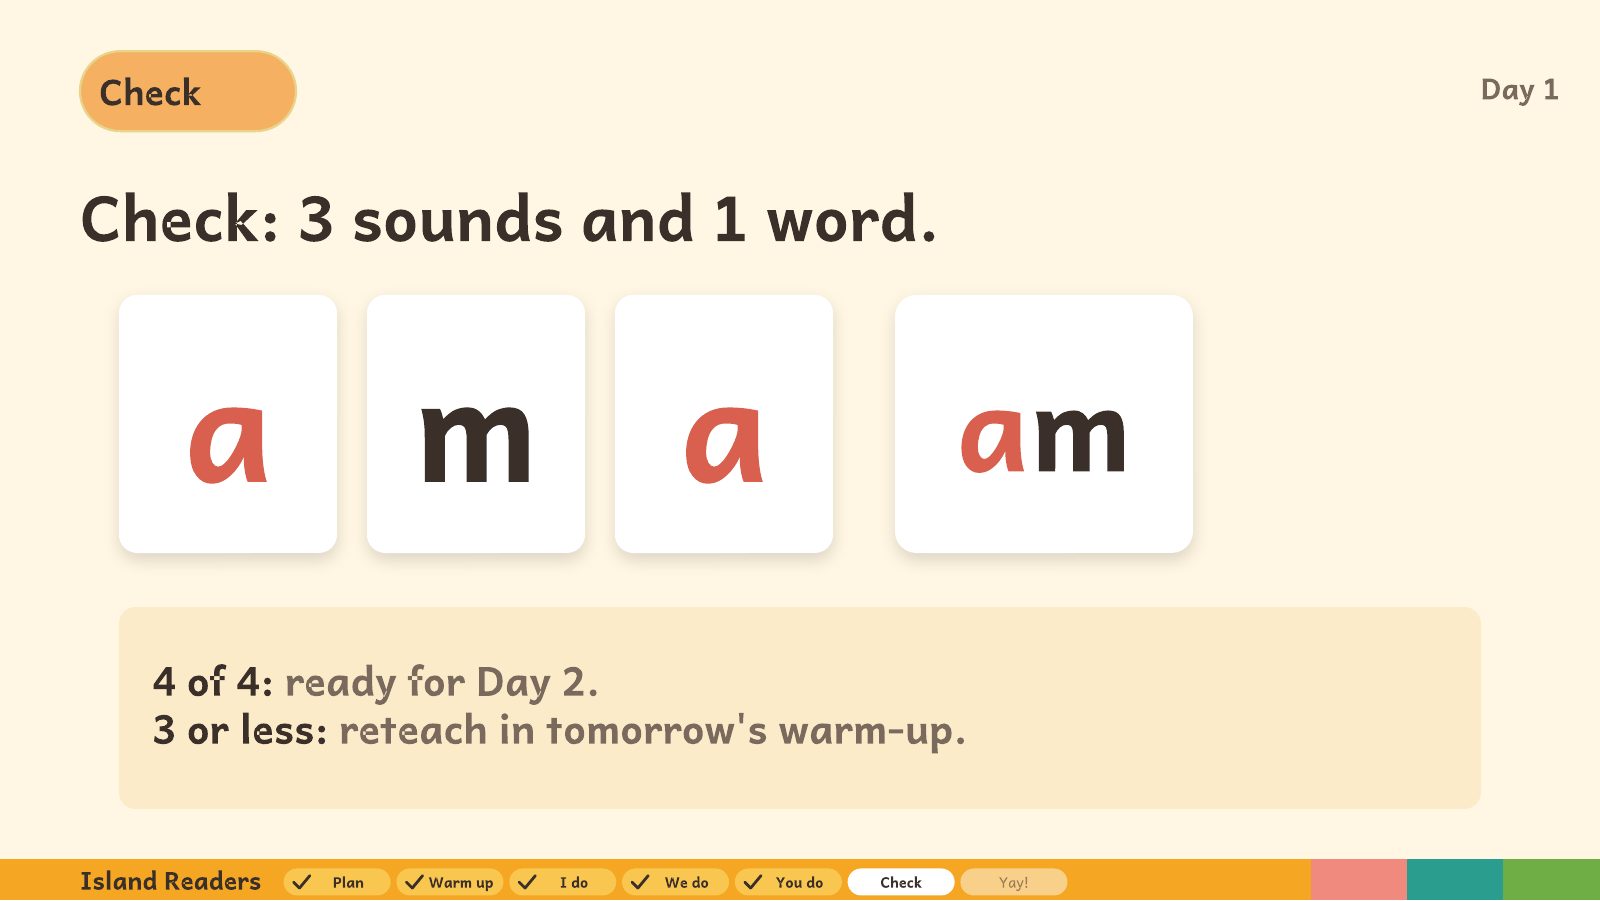 Check
Day 1
Check: 3 sounds and 1 word.
a
m
a
am
4 of 4: ready for Day 2.
3 or less: reteach in tomorrow's warm-up.
Island Readers
Plan
Warm up
I do
We do
You do
Check
Yay!